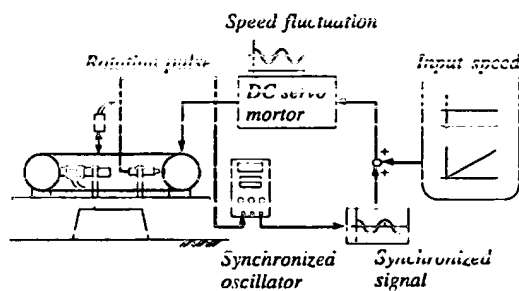 Speed fluctuation
Rotation pulse
Input speed
DC servo
mortor
+
+
Synchronized
oscillator
Synchronized
signal